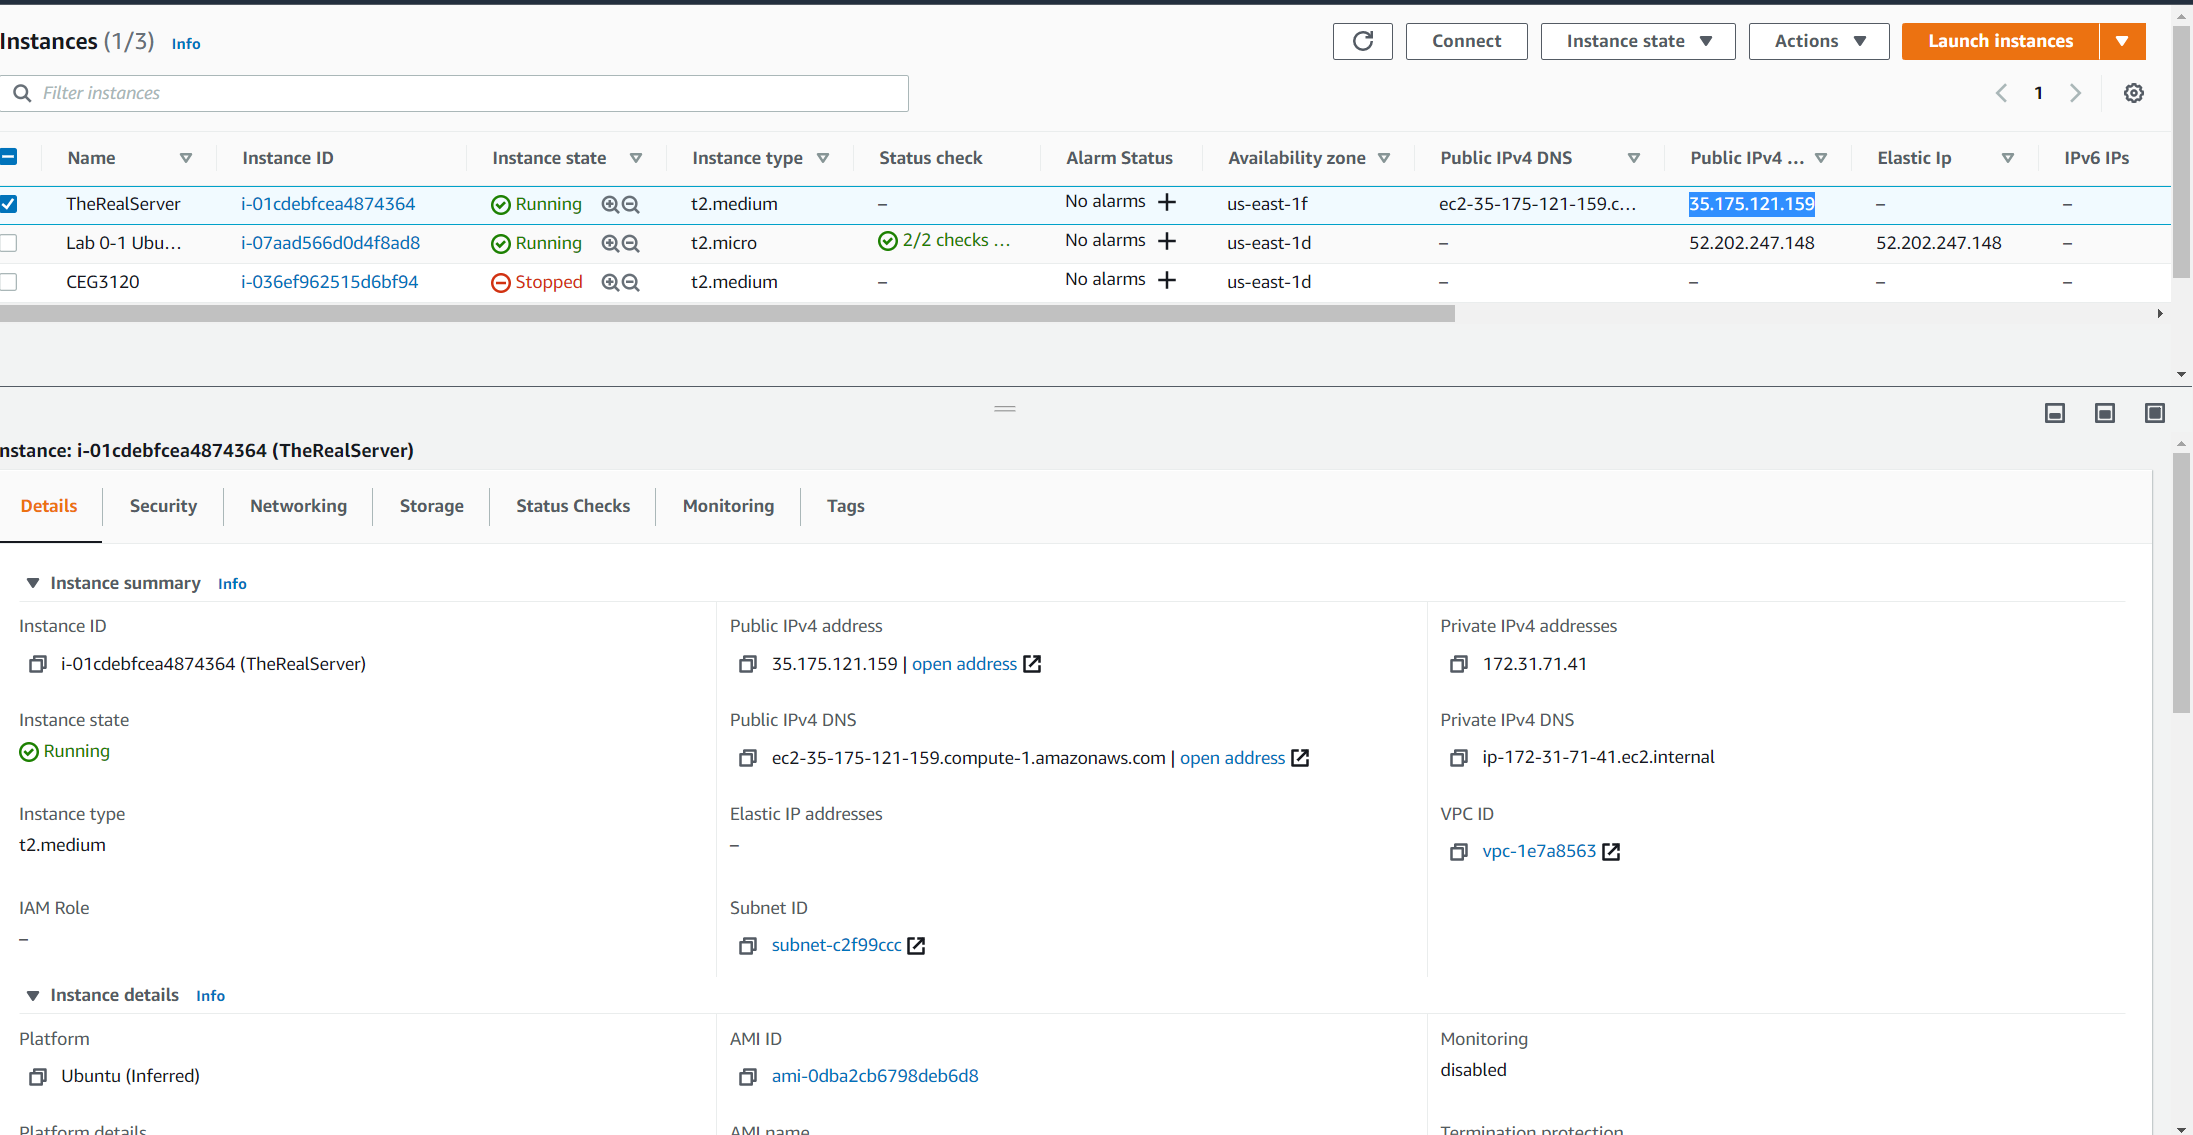 Instances (1/3) Info Connect Instance state Actions Launch instances
Filter instances 1
Name Instance ID Instance state Instance type Status check Alarm Status Availability zone Public IPv4 DNS Public IPv4 ... Elastic Ip IPv6 IPs
TheRealServer i-01cdebfcea4874364 Running t2.medium – No alarms + us-east-1f ec2-35-175-121-159.c... 35.175.121.159 – –
Lab 0-1 Ubu... i-07aad566d0d4f8ad8 Running t2.micro 2/2 checks ... No alarms + us-east-1d – 52.202.247.148 52.202.247.148 –
CEG3120 i-036ef962515d6bf94 Stopped t2.medium – No alarms + us-east-1d – – – –
nstance: i-01cdebfcea4874364 (TheRealServer)
Details Security Networking Storage Status Checks Monitoring Tags
Instance summary Info
Instance ID Public IPv4 address Private IPv4 addresses
i-01cdebfcea4874364 (TheRealServer) 35.175.121.159 | open address 172.31.71.41
Instance state Public IPv4 DNS Private IPv4 DNS
Running ec2-35-175-121-159.compute-1.amazonaws.com | open address ip-172-31-71-41.ec2.internal
Instance type Elastic IP addresses VPC ID
t2.medium – vpc-1e7a8563
IAM Role Subnet ID
– subnet-c2f99ccc
Instance details Info
Platform AMI ID Monitoring
Ubuntu (Inferred) ami-0dba2cb6798deb6d8 disabled
Platform details AMI name Termination protection